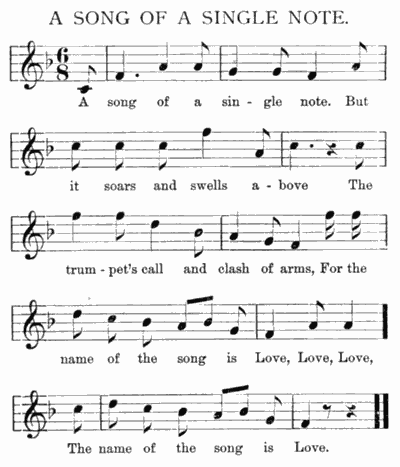 A SONG OF A SINGLE NOTE.
6
8
A song of a sin - gle note. But
it soars and swells a - bove The
trum - pet's call and clash of arms, For the
name of the song is Love, Love, Love,
The name of the song is Love.